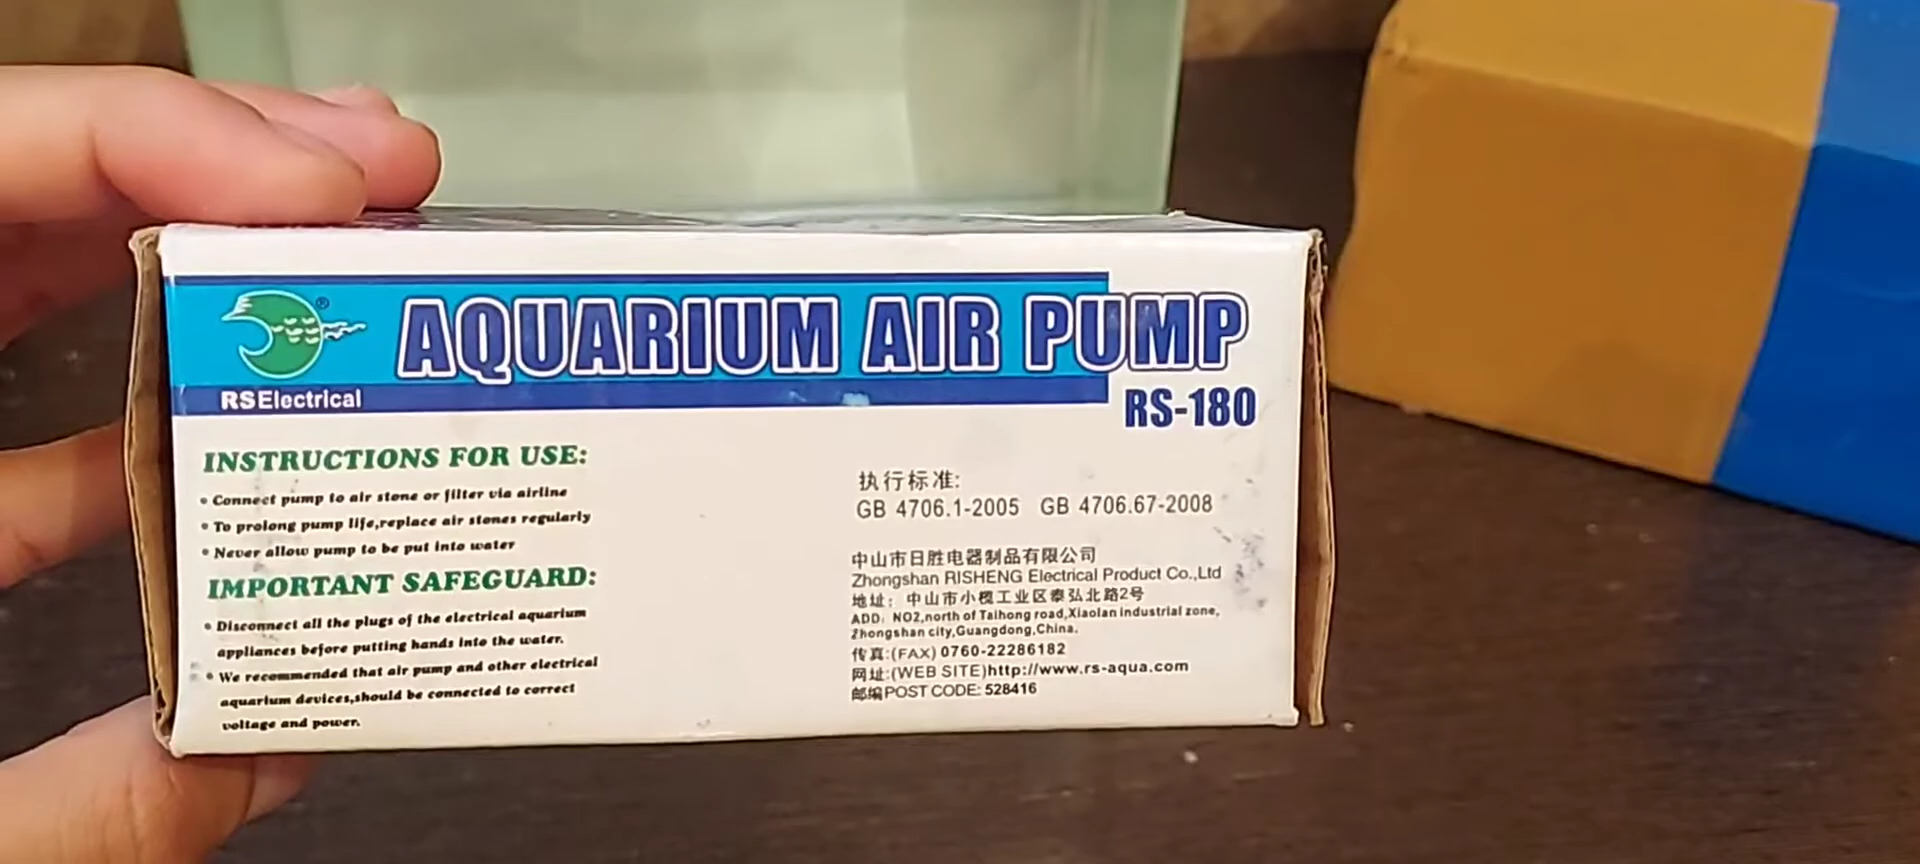 ®
AQUARIUM AIR PUMP
RS Electrical
RS-180
INSTRUCTIONS FOR USE:
• Connect pump to air stone or filter via airline
• To prolong pump life,replace air stones regularly
• Never allow pump to be put into water
IMPORTANT SAFEGUARD:
• Disconnect all the plugs of the electrical aquarium
appliances before putting hands into the water.
• We recommended that air pump and other electrical
aquarium devices,should be connected to correct
voltage and power.
执行标准:
GB 4706.1-2005 GB 4706.67-2008
中山市日胜电器制品有限公司
Zhongshan RISHENG Electrical Product Co.,Ltd
地址: 中山市小榄工业区泰弘北路2号
ADD: NO2,north of Taihong road,Xiaolan industrial zone,
Zhongshan city,Guangdong,China.
传真:(FAX) 0760-22286182
网址:(WEB SITE)http://www.rs-aqua.com
邮编POST CODE: 528416